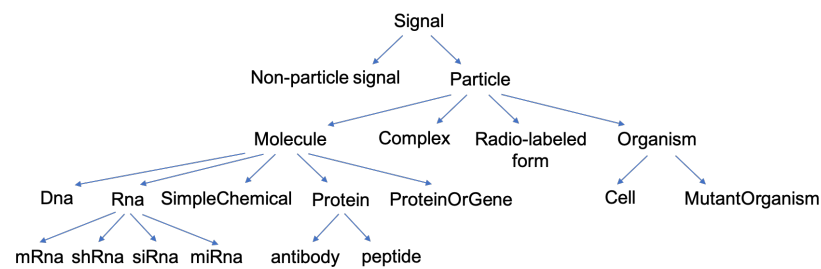 Signal
Non-particle signal Particle
Molecule Complex Radio-labeled Organism
form
Dna Rna SimpleChemical Protein ProteinOrGene Cell MutantOrganism
mRna shRna siRna miRna antibody peptide